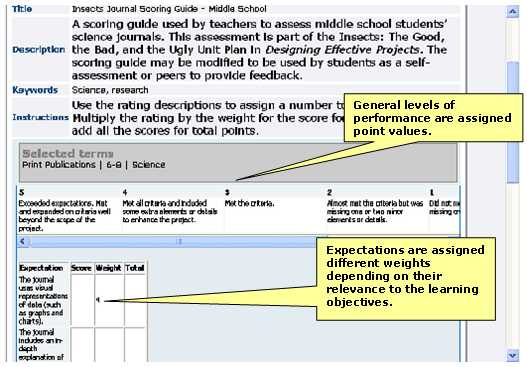 Title Insects Journal Scoring Guide - Middle School
A scoring guide used by teachers to assess middle school students'
science journals. This assessment is part of the Insects: The Good,
Description the Bad, and the Ugly Unit Plan in Designing Effective Projects. The
scoring guide may be modified to be used by students as a self-
assessment or peers to provide feedback.
Keywords Science, research
Use the rating descriptions to assign a number to
Instructions Multiply the rating by the weight for the score for
add all the scores for total points.
General levels of
performance are assigned
point values.
Selected terms
Print Publications | 6-8 | Science
5 4 3 2 1
Exceeded expectations. Met Met all criteria and included Met the criteria. Almost met the criteria but was Did not
and expanded on criteria well some extra elements or details missing one or two minor missing
beyond the scope of the to enhance the project. elements or details.
project.
Expectations are assigned
different weights
depending on their
relevance to the learning
objectives.
Expectation Score Weight Total
The journal
uses visual
representations
of data (such 4
as graphs and
charts).
The journal
includes an in-
depth
explanation of